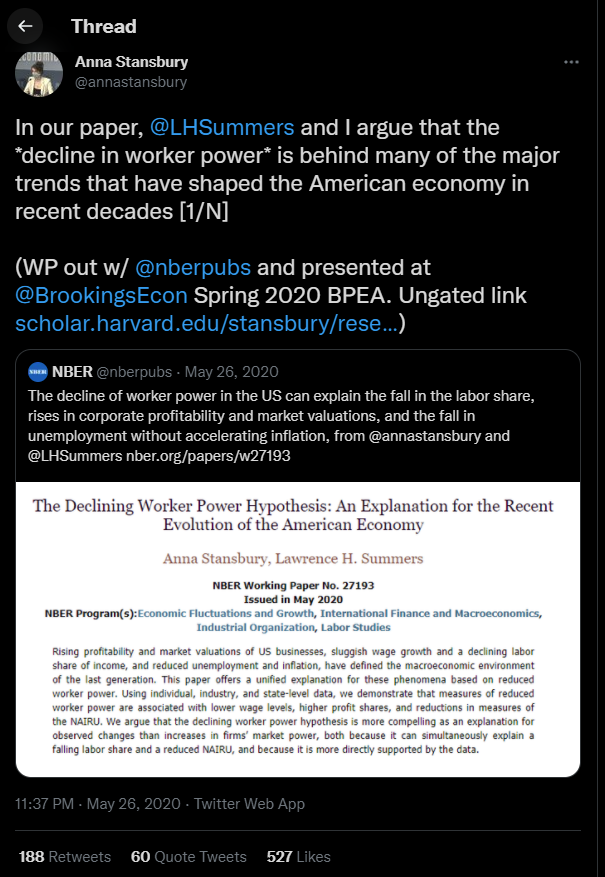 Thread
Anna Stansbury
@annastansbury
In our paper, @LHSummers and I argue that the
*decline in worker power* is behind many of the major
trends that have shaped the American economy in
recent decades [1/N]
(WP out w/ @nberpubs and presented at
@BrookingsEcon Spring 2020 BPEA. Ungated link
scholar.harvard.edu/stansbury/rese…)
NBER @nberpubs · May 26, 2020
The decline of worker power in the US can explain the fall in the labor share,
rises in corporate profitability and market valuations, and the fall in
unemployment without accelerating inflation, from @annastansbury and
@LHSummers nber.org/papers/w27193
The Declining Worker Power Hypothesis: An Explanation for the Recent
Evolution of the American Economy
Anna Stansbury, Lawrence H. Summers
NBER Working Paper No. 27193
Issued in May 2020
NBER Program(s):Economic Fluctuations and Growth, International Finance and Macroeconomics,
Industrial Organization, Labor Studies
Rising profitability and market valuations of US businesses, sluggish wage growth and a declining labor
share of income, and reduced unemployment and inflation, have defined the macroeconomic environment
of the last generation. This paper offers a unified explanation for these phenomena based on reduced
worker power. Using individual, industry, and state-level data, we demonstrate that measures of reduced
worker power are associated with lower wage levels, higher profit shares, and reductions in measures of
the NAIRU. We argue that the declining worker power hypothesis is more compelling as an explanation for
observed changes than increases in firms' market power, both because it can simultaneously explain a
falling labor share and a reduced NAIRU, and because it is more directly supported by the data.
11:37 PM · May 26, 2020 · Twitter Web App
188 Retweets 60 Quote Tweets 527 Likes